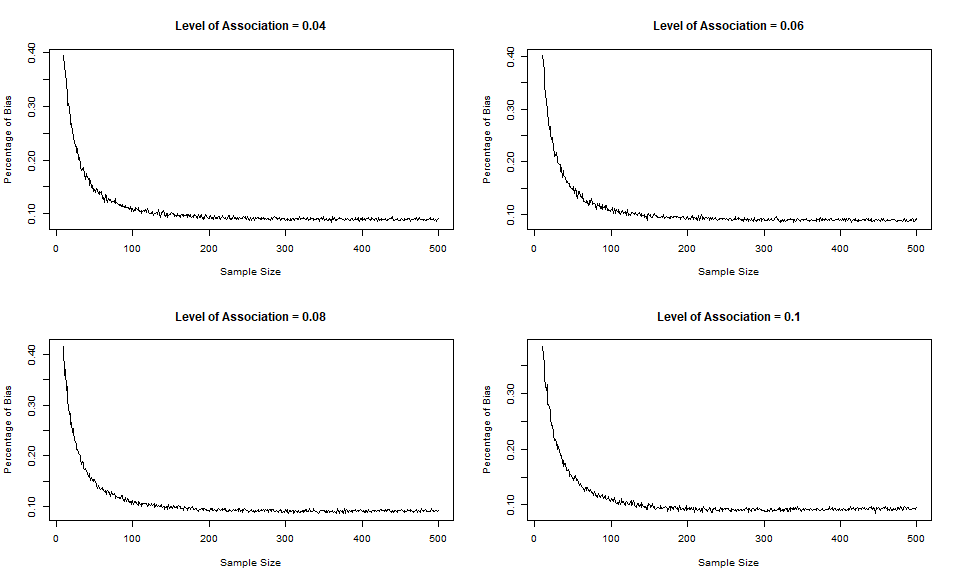 Level of Association = 0.04
Percentage of Bias
0.40
0.30
0.20
0.10
0 100 200 300 400 500
Sample Size
Level of Association = 0.06
Percentage of Bias
0.40
0.30
0.20
0.10
0 100 200 300 400 500
Sample Size
Level of Association = 0.08
Percentage of Bias
0.40
0.30
0.20
0.10
0 100 200 300 400 500
Sample Size
Level of Association = 0.1
Percentage of Bias
0.30
0.20
0.10
0 100 200 300 400 500
Sample Size